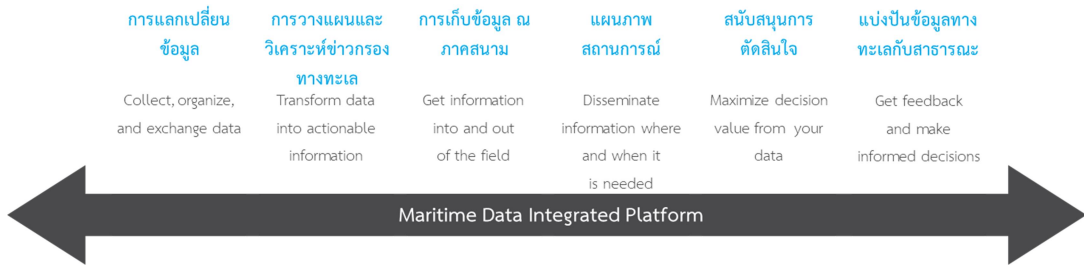 การแลกเปลี่ยน
ข้อมูล
Collect, organize,
and exchange data
การวางแผนและ
วิเคราะห์ข่าวกรอง
ทางทะเล
Transform data
into actionable
information
การเก็บข้อมูล ณ
ภาคสนาม
Get information
into and out
of the field
แผนภาพ
สถานการณ์
Disseminate
information where
and when it
is needed
สนับสนุนการ
ตัดสินใจ
Maximize decision
value from your
data
แบ่งปันข้อมูลทาง
ทะเลกับสาธารณะ
Get feedback
and make
informed decisions
Maritime Data Integrated Platform